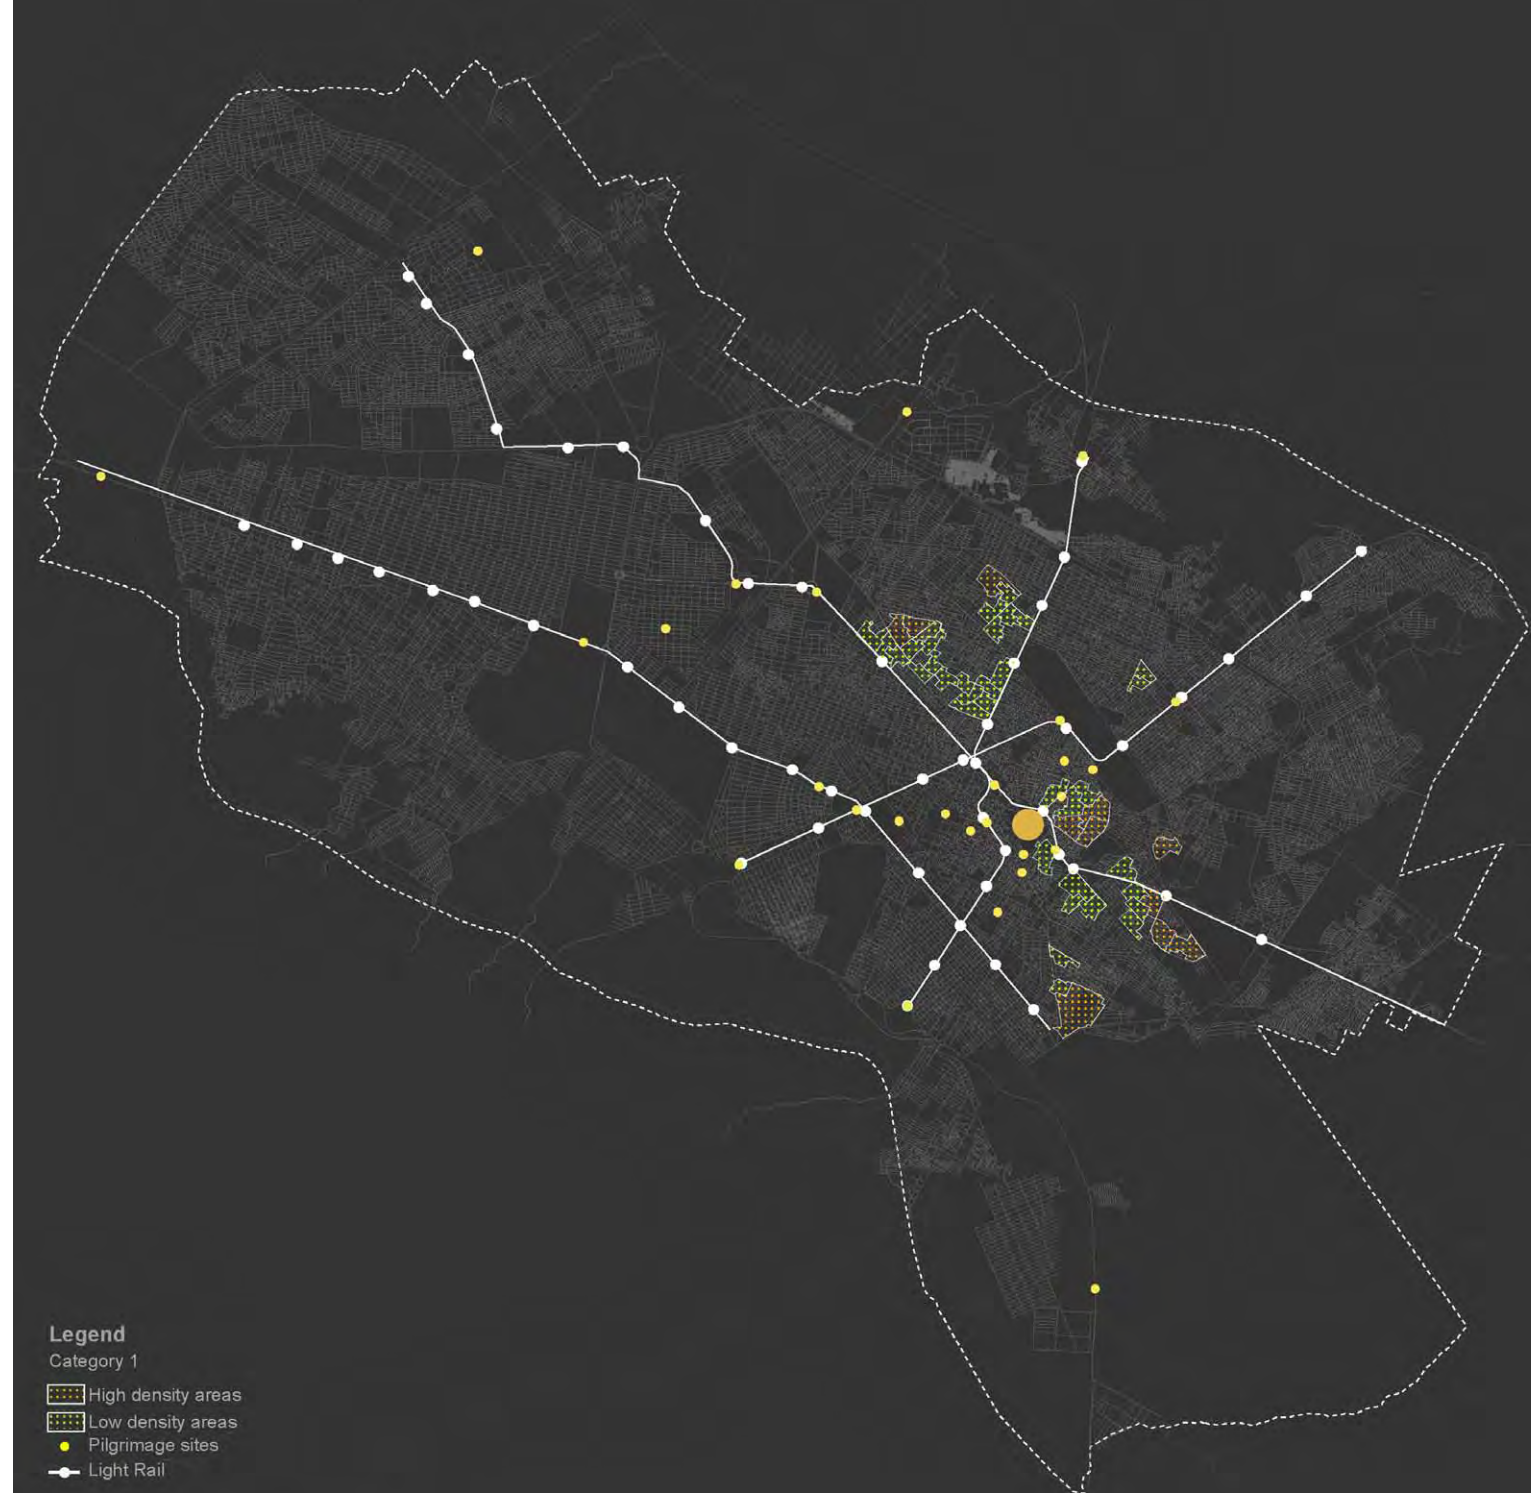 Legend
Category 1
High density areas
Low density areas
Pilgrimage sites
Light Rail